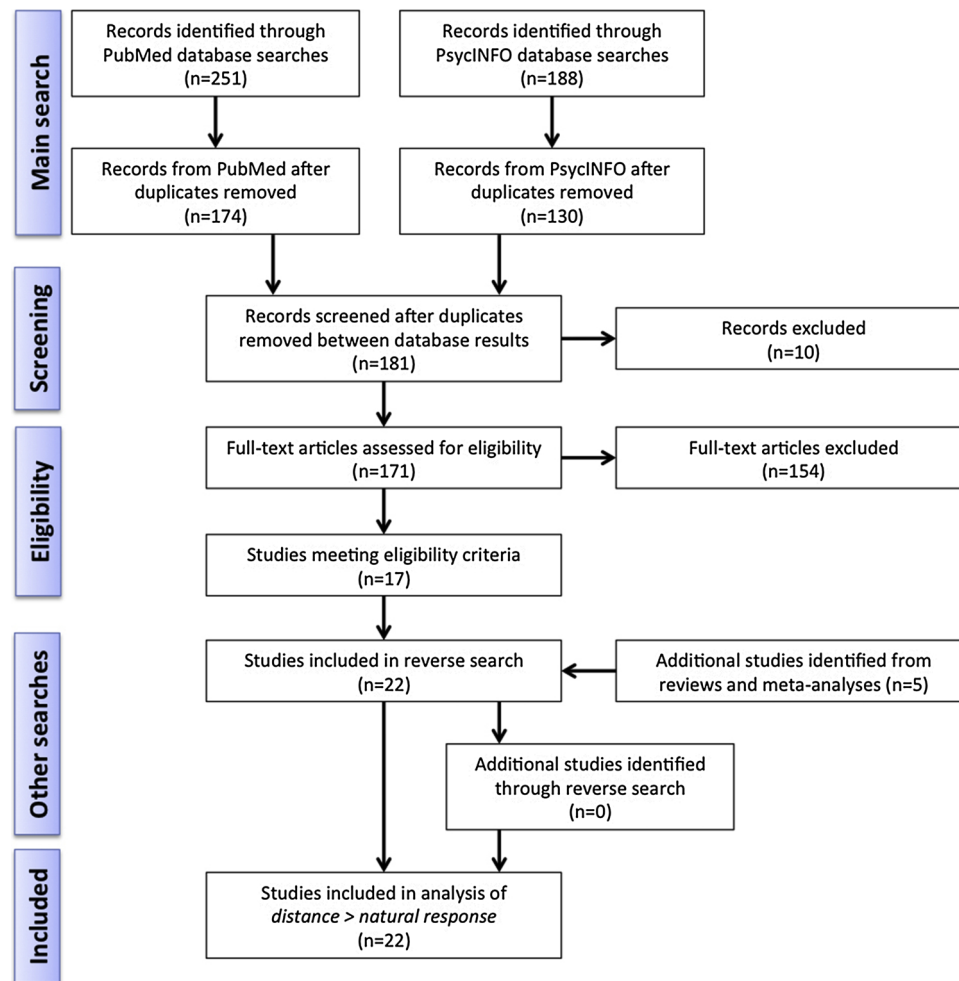 Main search
Records identified through
PubMed database searches
(n=251)
Records identified through
PsycINFO database searches
(n=188)
Records from PubMed after
duplicates removed
(n=174)
Records from PsycINFO after
duplicates removed
(n=130)
Screening
Records screened after duplicates
removed between database results
(n=181)
Records excluded
(n=10)
Eligibility
Full-text articles assessed for eligibility
(n=171)
Full-text articles excluded
(n=154)
Studies meeting eligibility criteria
(n=17)
Other searches
Studies included in reverse search
(n=22)
Additional studies identified from
reviews and meta-analyses (n=5)
Additional studies identified
through reverse search
(n=0)
Included
Studies included in analysis of
distance > natural response
(n=22)